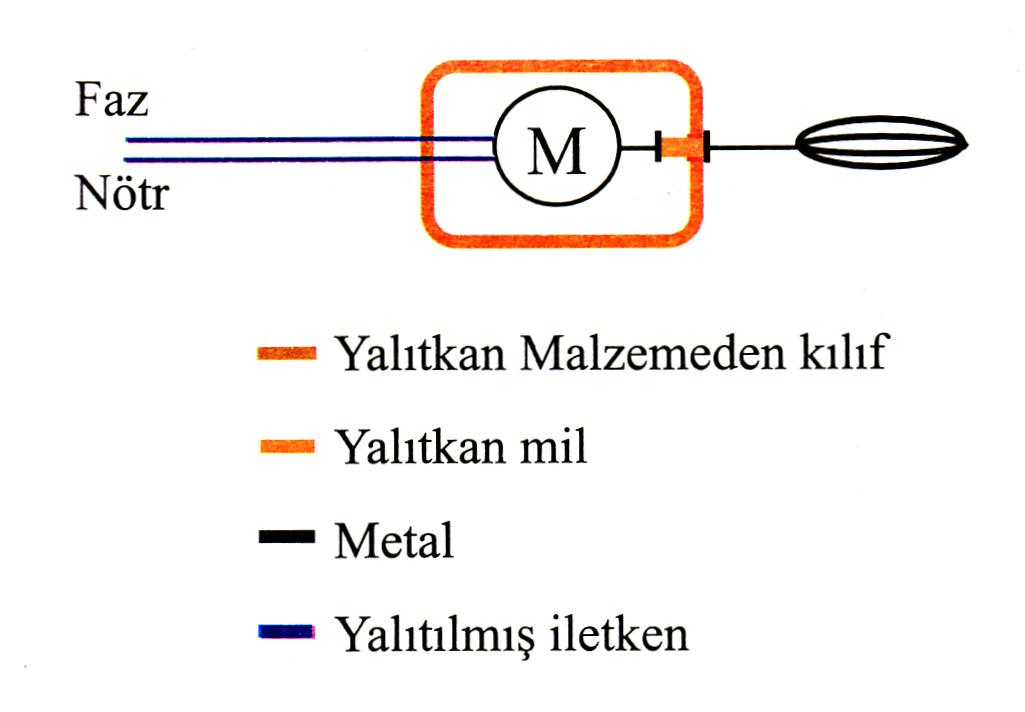 Faz
M
Nötr
Yalıtkan Malzemeden kılıf
Yalıtkan mil
Metal
Yalıtılmış iletken